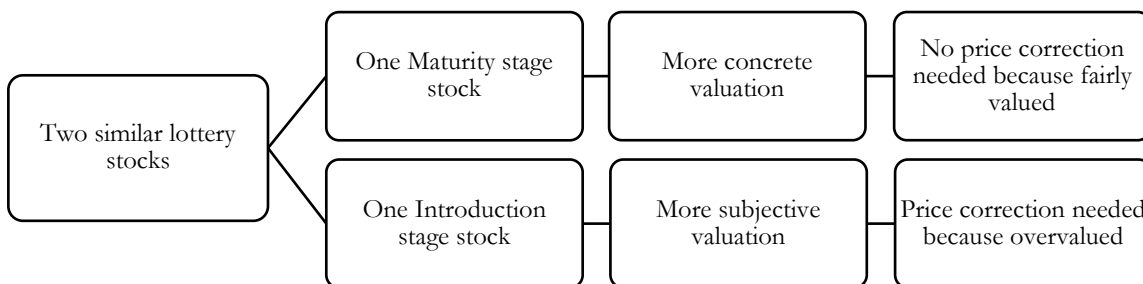 Two similar lottery
stocks
One Maturity stage
stock
More concrete
valuation
No price correction
needed because fairly
valued
One Introduction
stage stock
More subjective
valuation
Price correction needed
because overvalued